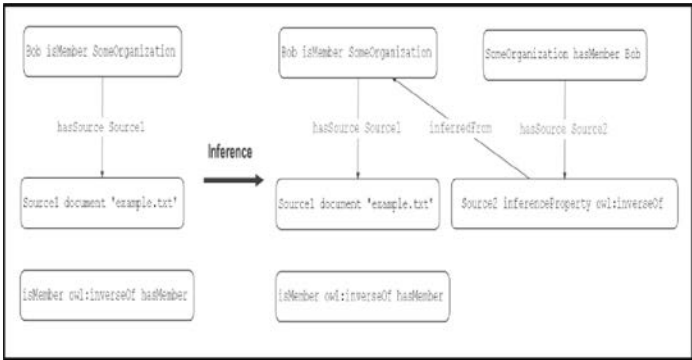 Bob isMember SomeOrganization
hasSource Source1
Source1 document 'example.txt'
isMember owl:inverseOf hasMember
Inference
Bob isMember SomeOrganization
SomeOrganization hasMember Bob
hasSource Source1
inferredFrom
hasSource Source2
Source1 document 'example.txt'
Source2 inferenceProperty owl:inverseOf
isMember owl:inverseOf hasMember